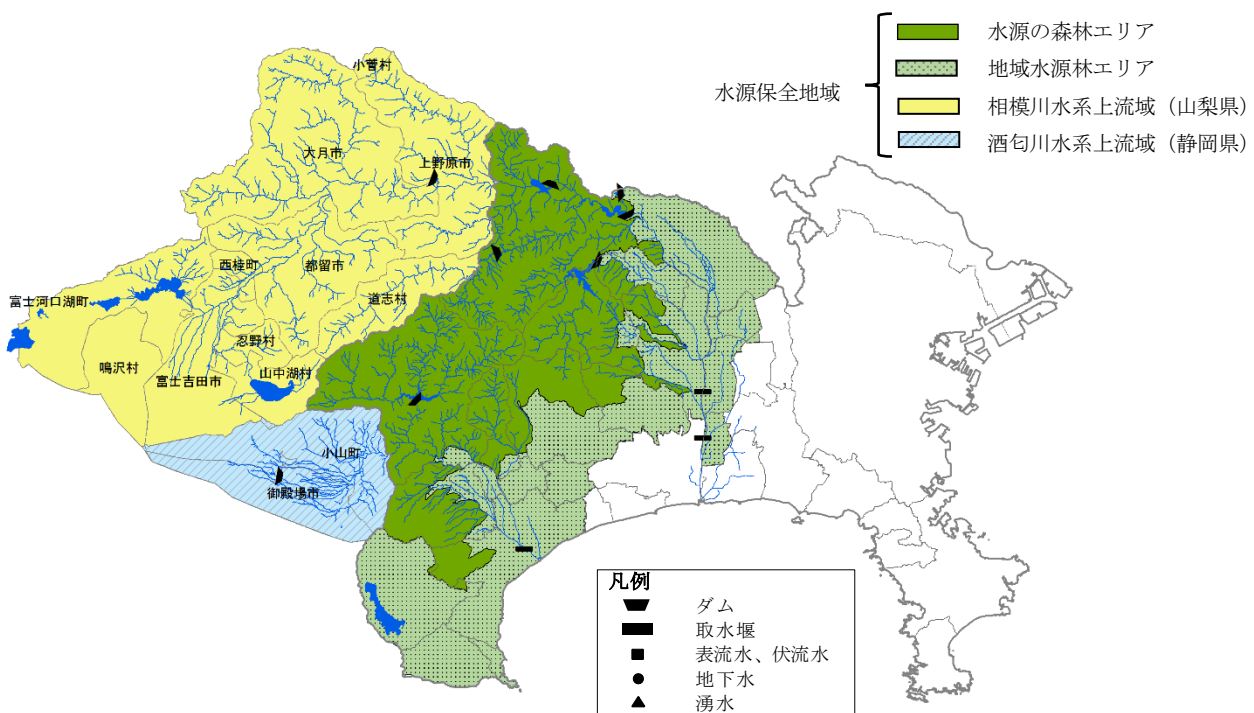 水源保全地域
水源の森林エリア
地域水源林エリア
相模川水系上流域（山梨県）
酒匂川水系上流域（静岡県）
小菅村
大月市
上野原市
西桂町
都留市
富士河口湖町
道志村
忍野村
鳴沢村
富士吉田市
山中湖村
小山町
御殿場市
凡例
ダム
取水堰
表流水、伏流水
地下水
湧水